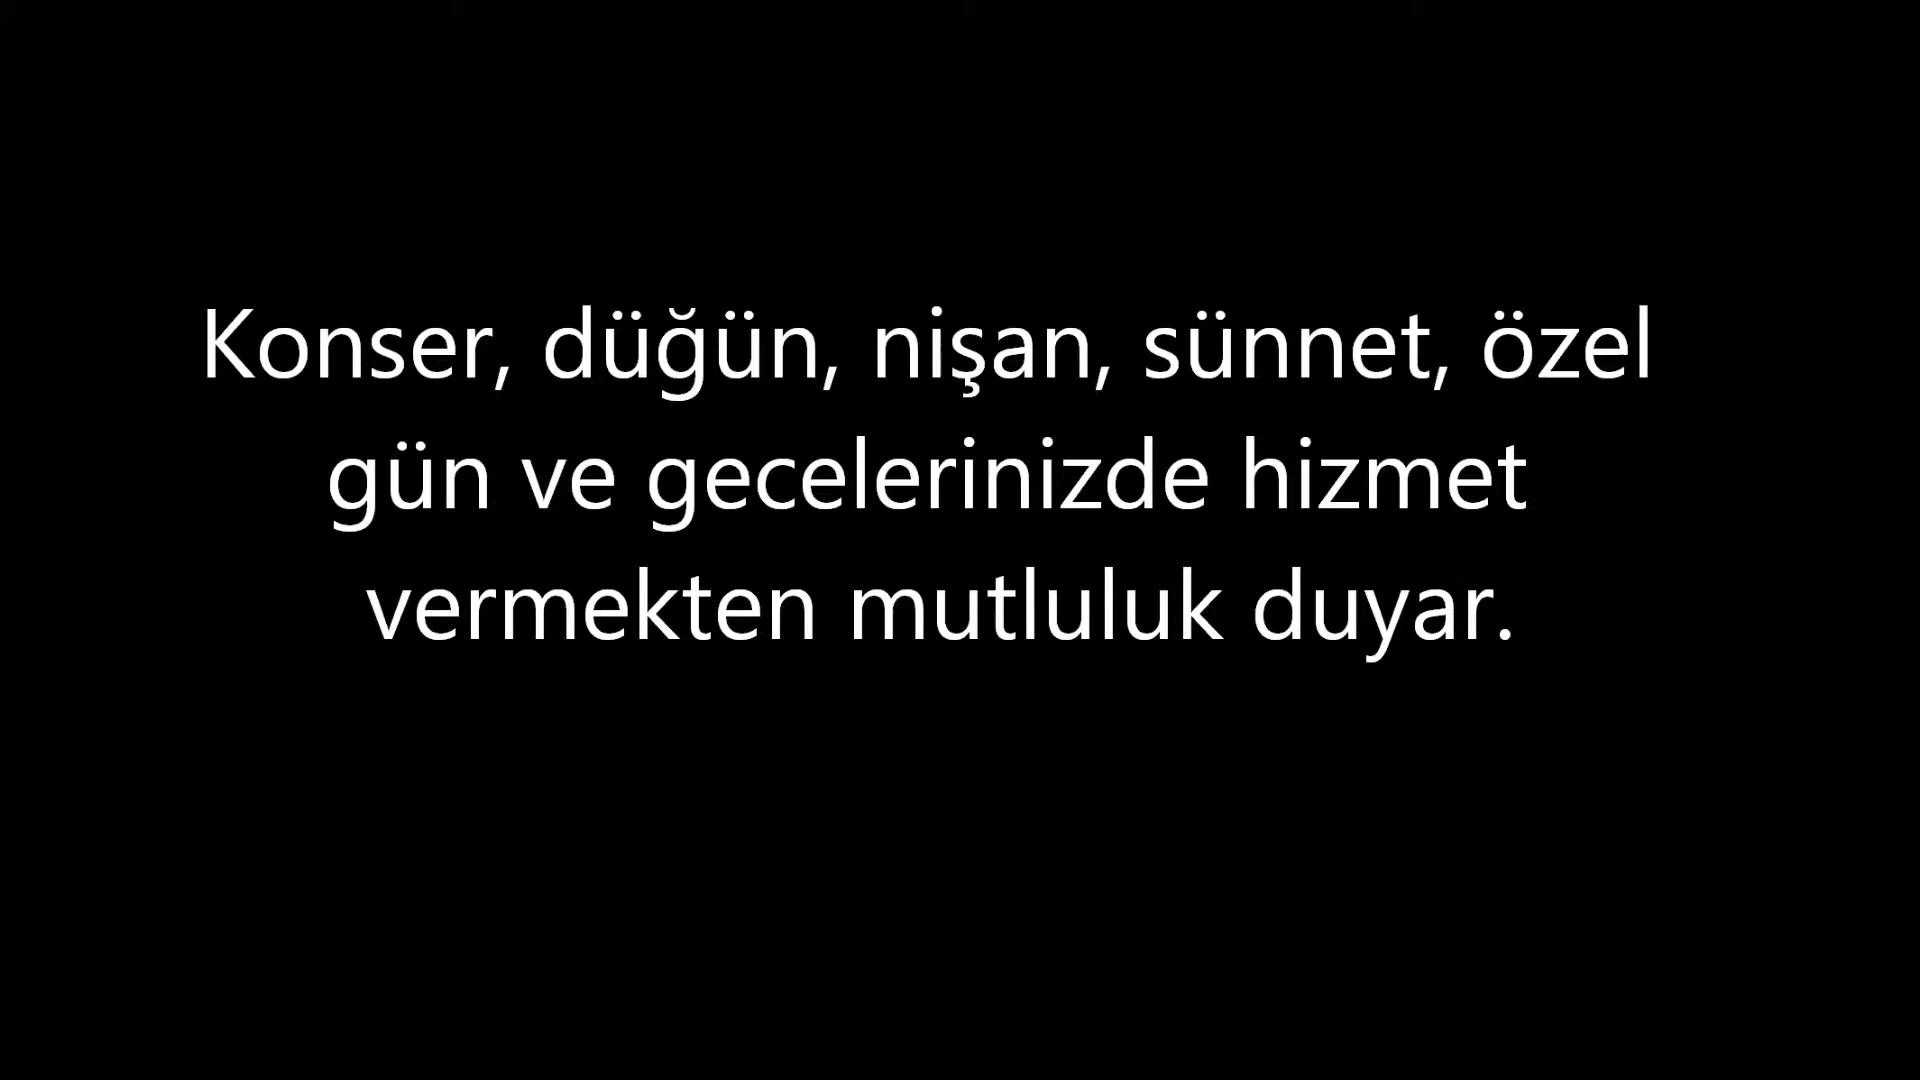 Konser, düğün, nişan, sünnet, özel
gün ve gecelerinizde hizmet
vermekten mutluluk duyar.